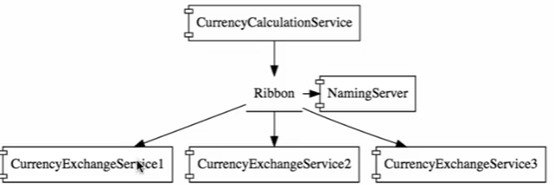 CurrencyCalculationService
Ribbon
NamingServer
CurrencyExchangeService1
CurrencyExchangeService2
CurrencyExchangeService3